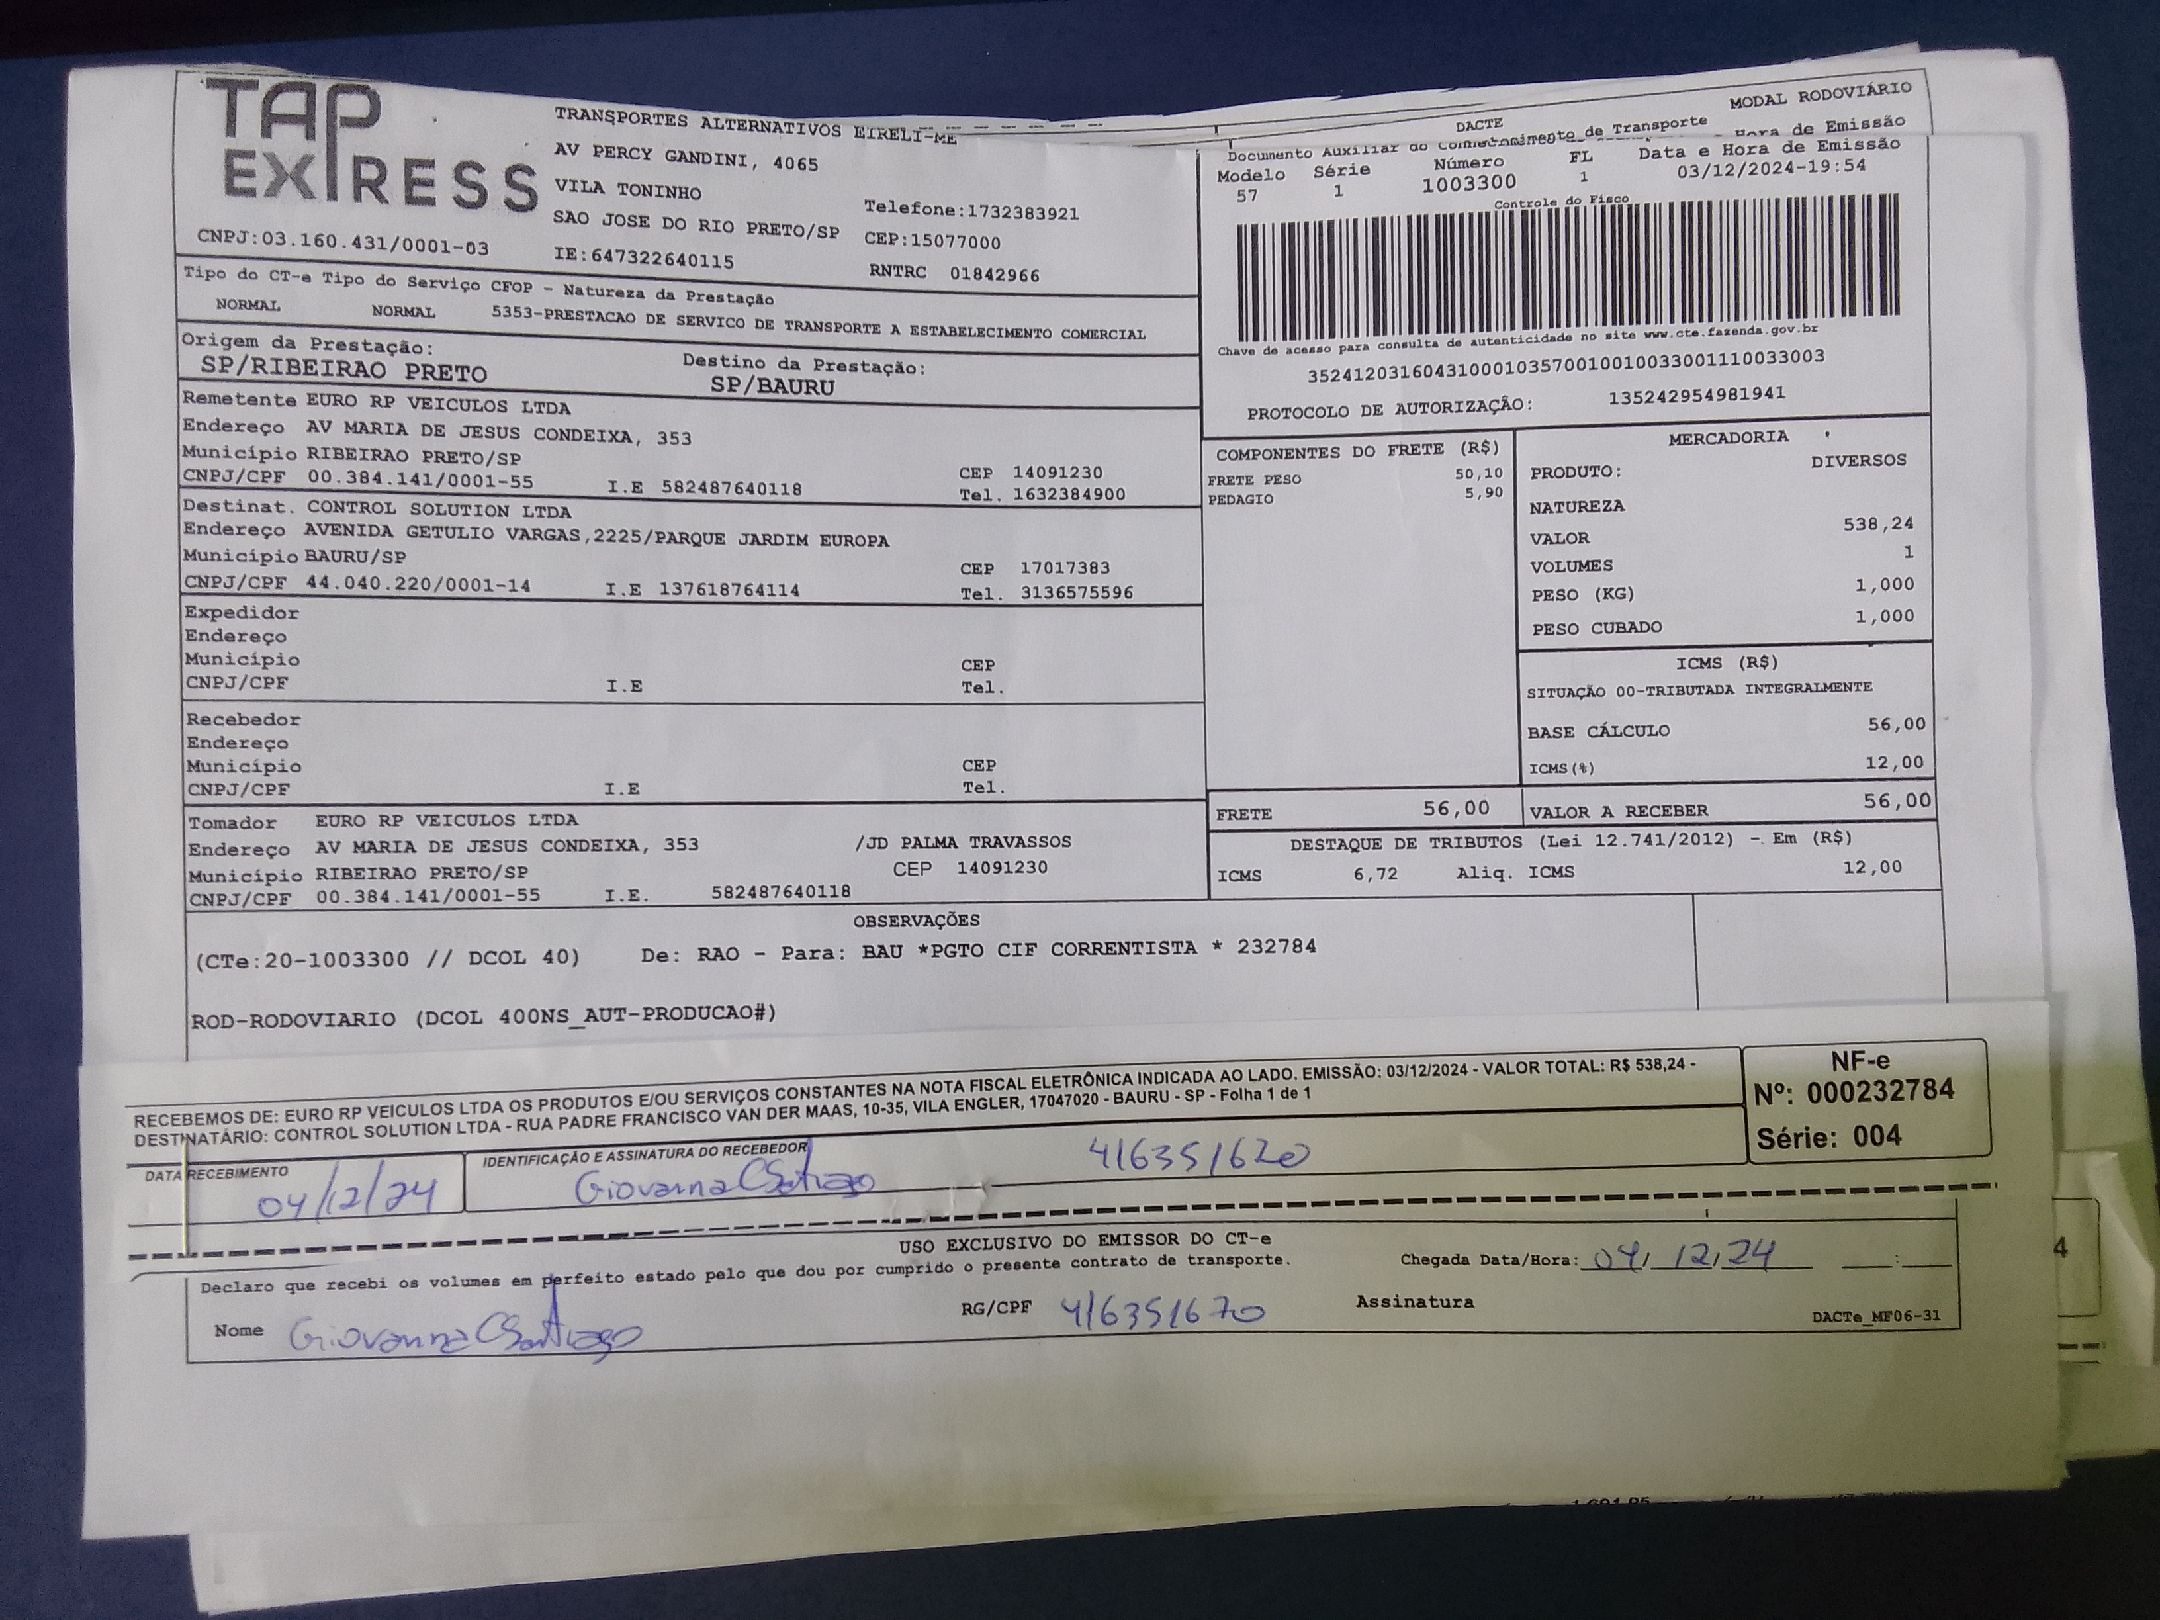 TAP EXPRESS
TRANSPORTES ALTERNATIVOS EIRELI-ME
AV PERCY GANDINI, 4065
VILA TONINHO
Telefone:1732383921
SAO JOSE DO RIO PRETO/SP CEP:15077000
CNPJ:03.160.431/0001-03 IE:647322640115 RNTRC 01842966
MODAL RODOVIÁRIO
DACTE
Documento Auxiliar do Conhecimento de Transporte
Hora de Emissão
Modelo Série Número FL Data e Hora de Emissão
57 1 1003300 1 03/12/2024-19:54
Controle do Fisco
Chave de acesso para consulta de autenticidade no site www.cte.fazenda.gov.br
35241203160431000103570010010033001110033003
PROTOCOLO DE AUTORIZAÇÃO: 135242954981941
Tipo do CT-e Tipo do Serviço CFOP - Natureza da Prestação
NORMAL NORMAL 5353-PRESTACAO DE SERVICO DE TRANSPORTE A ESTABELECIMENTO COMERCIAL
Origem da Prestação: Destino da Prestação:
SP/RIBEIRAO PRETO SP/BAURU
Remetente EURO RP VEICULOS LTDA
Endereço AV MARIA DE JESUS CONDEIXA, 353
Município RIBEIRAO PRETO/SP CEP 14091230
CNPJ/CPF 00.384.141/0001-55 I.E 582487640118 Tel. 1632384900
Destinat. CONTROL SOLUTION LTDA
Endereço AVENIDA GETULIO VARGAS,2225/PARQUE JARDIM EUROPA
Município BAURU/SP CEP 17017383
CNPJ/CPF 44.040.220/0001-14 I.E 137618764114 Tel. 3136575596
Expedidor
Endereço
Município CEP
CNPJ/CPF I.E Tel.
Recebedor
Endereço
Município CEP
CNPJ/CPF I.E Tel.
Tomador EURO RP VEICULOS LTDA
Endereço AV MARIA DE JESUS CONDEIXA, 353 /JD PALMA TRAVASSOS
Município RIBEIRAO PRETO/SP CEP 14091230
CNPJ/CPF 00.384.141/0001-55 I.E. 582487640118
COMPONENTES DO FRETE (R$)
FRETE PESO 50,10
PEDAGIO 5,90
MERCADORIA
PRODUTO: DIVERSOS
NATUREZA
VALOR 538,24
VOLUMES 1
PESO (KG) 1,000
PESO CUBADO 1,000
ICMS (R$)
SITUAÇÃO 00-TRIBUTADA INTEGRALMENTE
BASE CÁLCULO 56,00
ICMS(%) 12,00
FRETE 56,00 VALOR A RECEBER 56,00
DESTAQUE DE TRIBUTOS (Lei 12.741/2012) - Em (R$)
ICMS 6,72 Aliq. ICMS 12,00
OBSERVAÇÕES
(CTe:20-1003300 // DCOL 40) De: RAO - Para: BAU *PGTO CIF CORRENTISTA * 232784
ROD-RODOVIARIO (DCOL 400NS_AUT-PRODUCAO#)
RECEBEMOS DE: EURO RP VEICULOS LTDA OS PRODUTOS E/OU SERVIÇOS CONSTANTES NA NOTA FISCAL ELETRÔNICA INDICADA AO LADO. EMISSÃO: 03/12/2024 - VALOR TOTAL: R$ 538,24 -
DESTINATÁRIO: CONTROL SOLUTION LTDA - RUA PADRE FRANCISCO VAN DER MAAS, 10-35, VILA ENGLER, 17047020 - BAURU - SP - Folha 1 de 1
NF-e
Nº: 000232784
Série: 004
DATA RECEBIMENTO IDENTIFICAÇÃO E ASSINATURA DO RECEBEDOR
04/12/24 Giovanna C Santiago 416351670
USO EXCLUSIVO DO EMISSOR DO CT-e
Declaro que recebi os volumes em perfeito estado pelo que dou por cumprido o presente contrato de transporte. Chegada Data/Hora: 04/12/24 :
Nome Giovanna C Santiago RG/CPF 416351670 Assinatura
DACTe_MF06-31
4